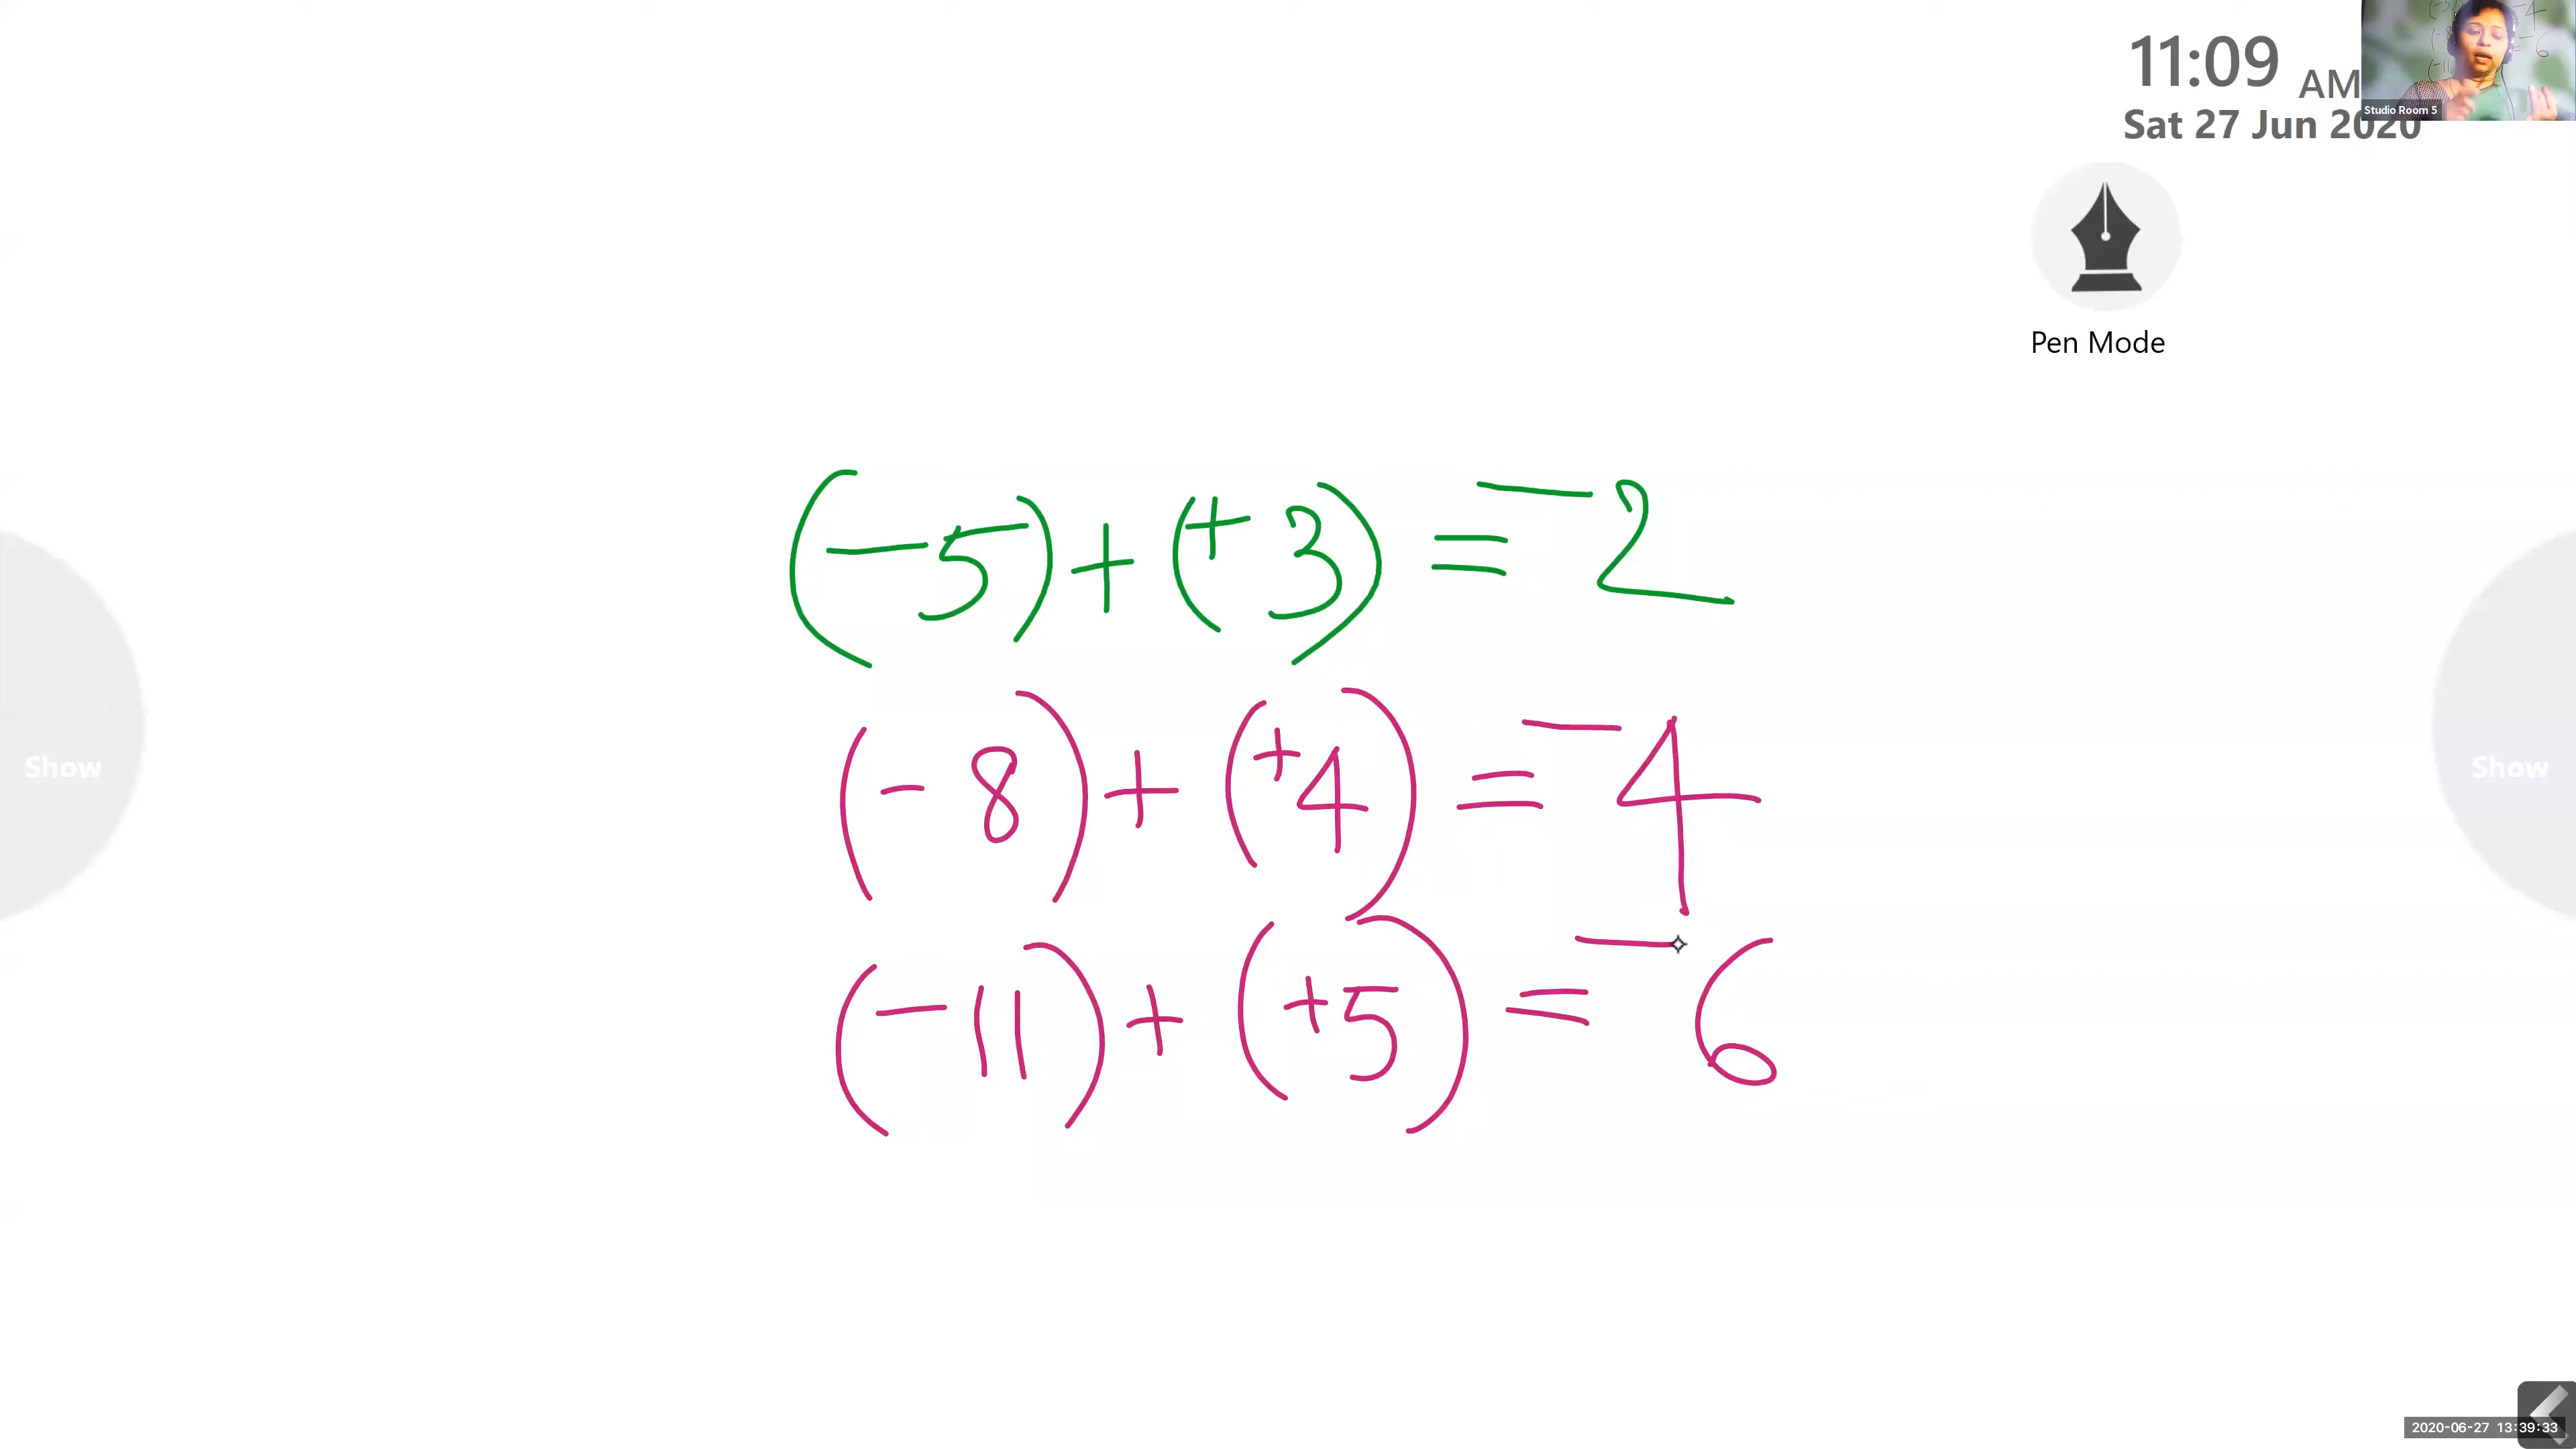 11:09 AM
Sat 27 Jun 2020
Studio Room 5
Pen Mode
(-5)+(+3)=-2
Show
Show
(-8)+(+4)=-4
(-11)+(+5)=-6
2020-06-27 13:39:33